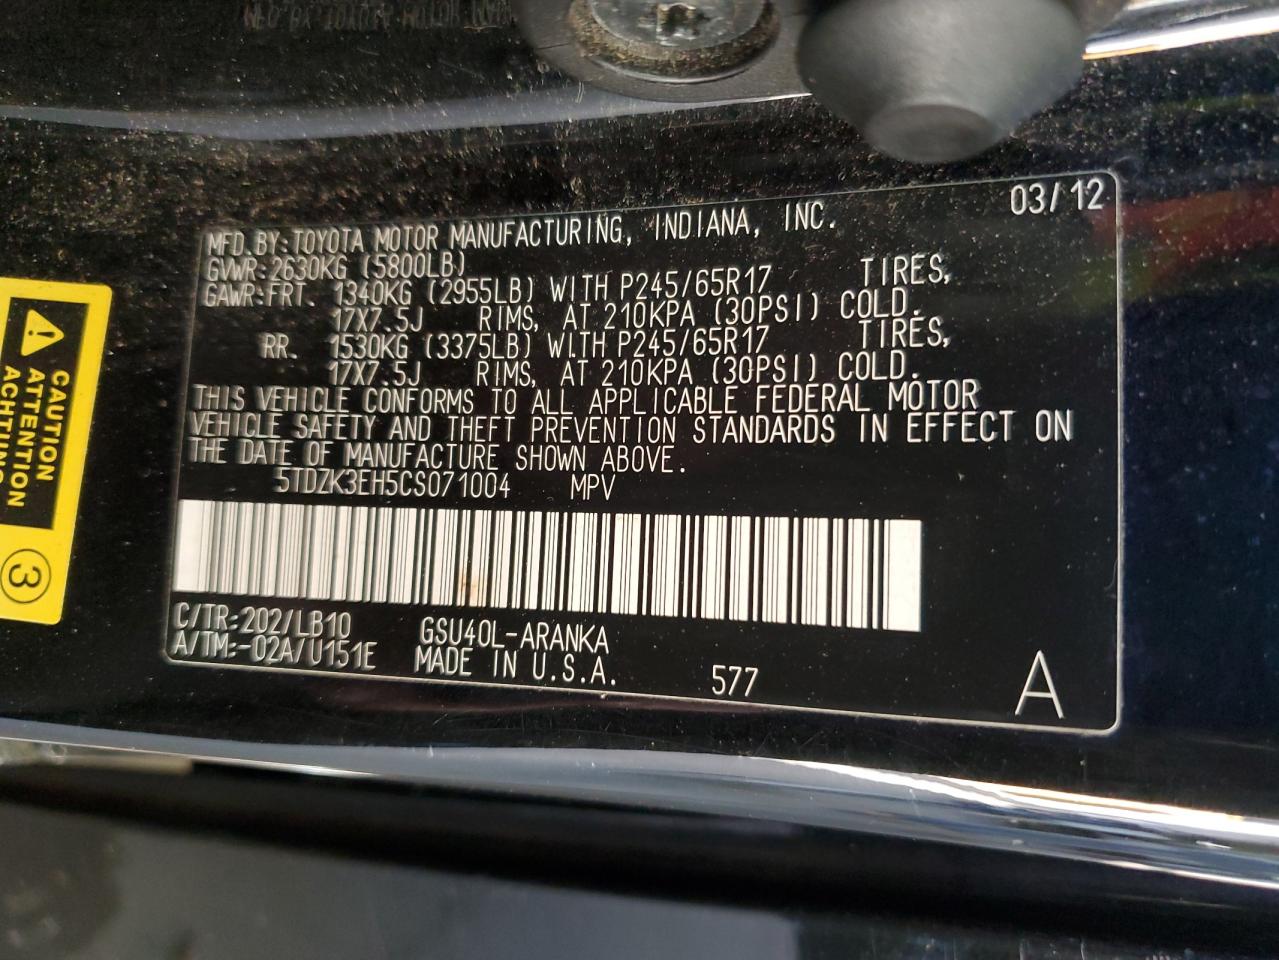 03/12
MFD. BY: TOYOTA MOTOR MANUFACTURING, INDIANA, INC.
GVWR: 2630KG (5800LB)
GAWR: FRT. 1340KG (2955LB) WITH P245/65R17 TIRES,
17X7.5J RIMS, AT 210KPA (30PSI) COLD.
RR. 1530KG (3375LB) WITH P245/65R17 TIRES,
17X7.5J RIMS, AT 210KPA (30PSI) COLD.
THIS VEHICLE CONFORMS TO ALL APPLICABLE FEDERAL MOTOR
VEHICLE SAFETY AND THEFT PREVENTION STANDARDS IN EFFECT ON
THE DATE OF MANUFACTURE SHOWN ABOVE.
5TDZK3EH5CS071004 MPV
C/TR: 202/LB10 GSU40L-ARANKA
A/TM: -02A/U151E MADE IN U.S.A. 577 A
CAUTION
ATTENTION
ACHTUNG
3